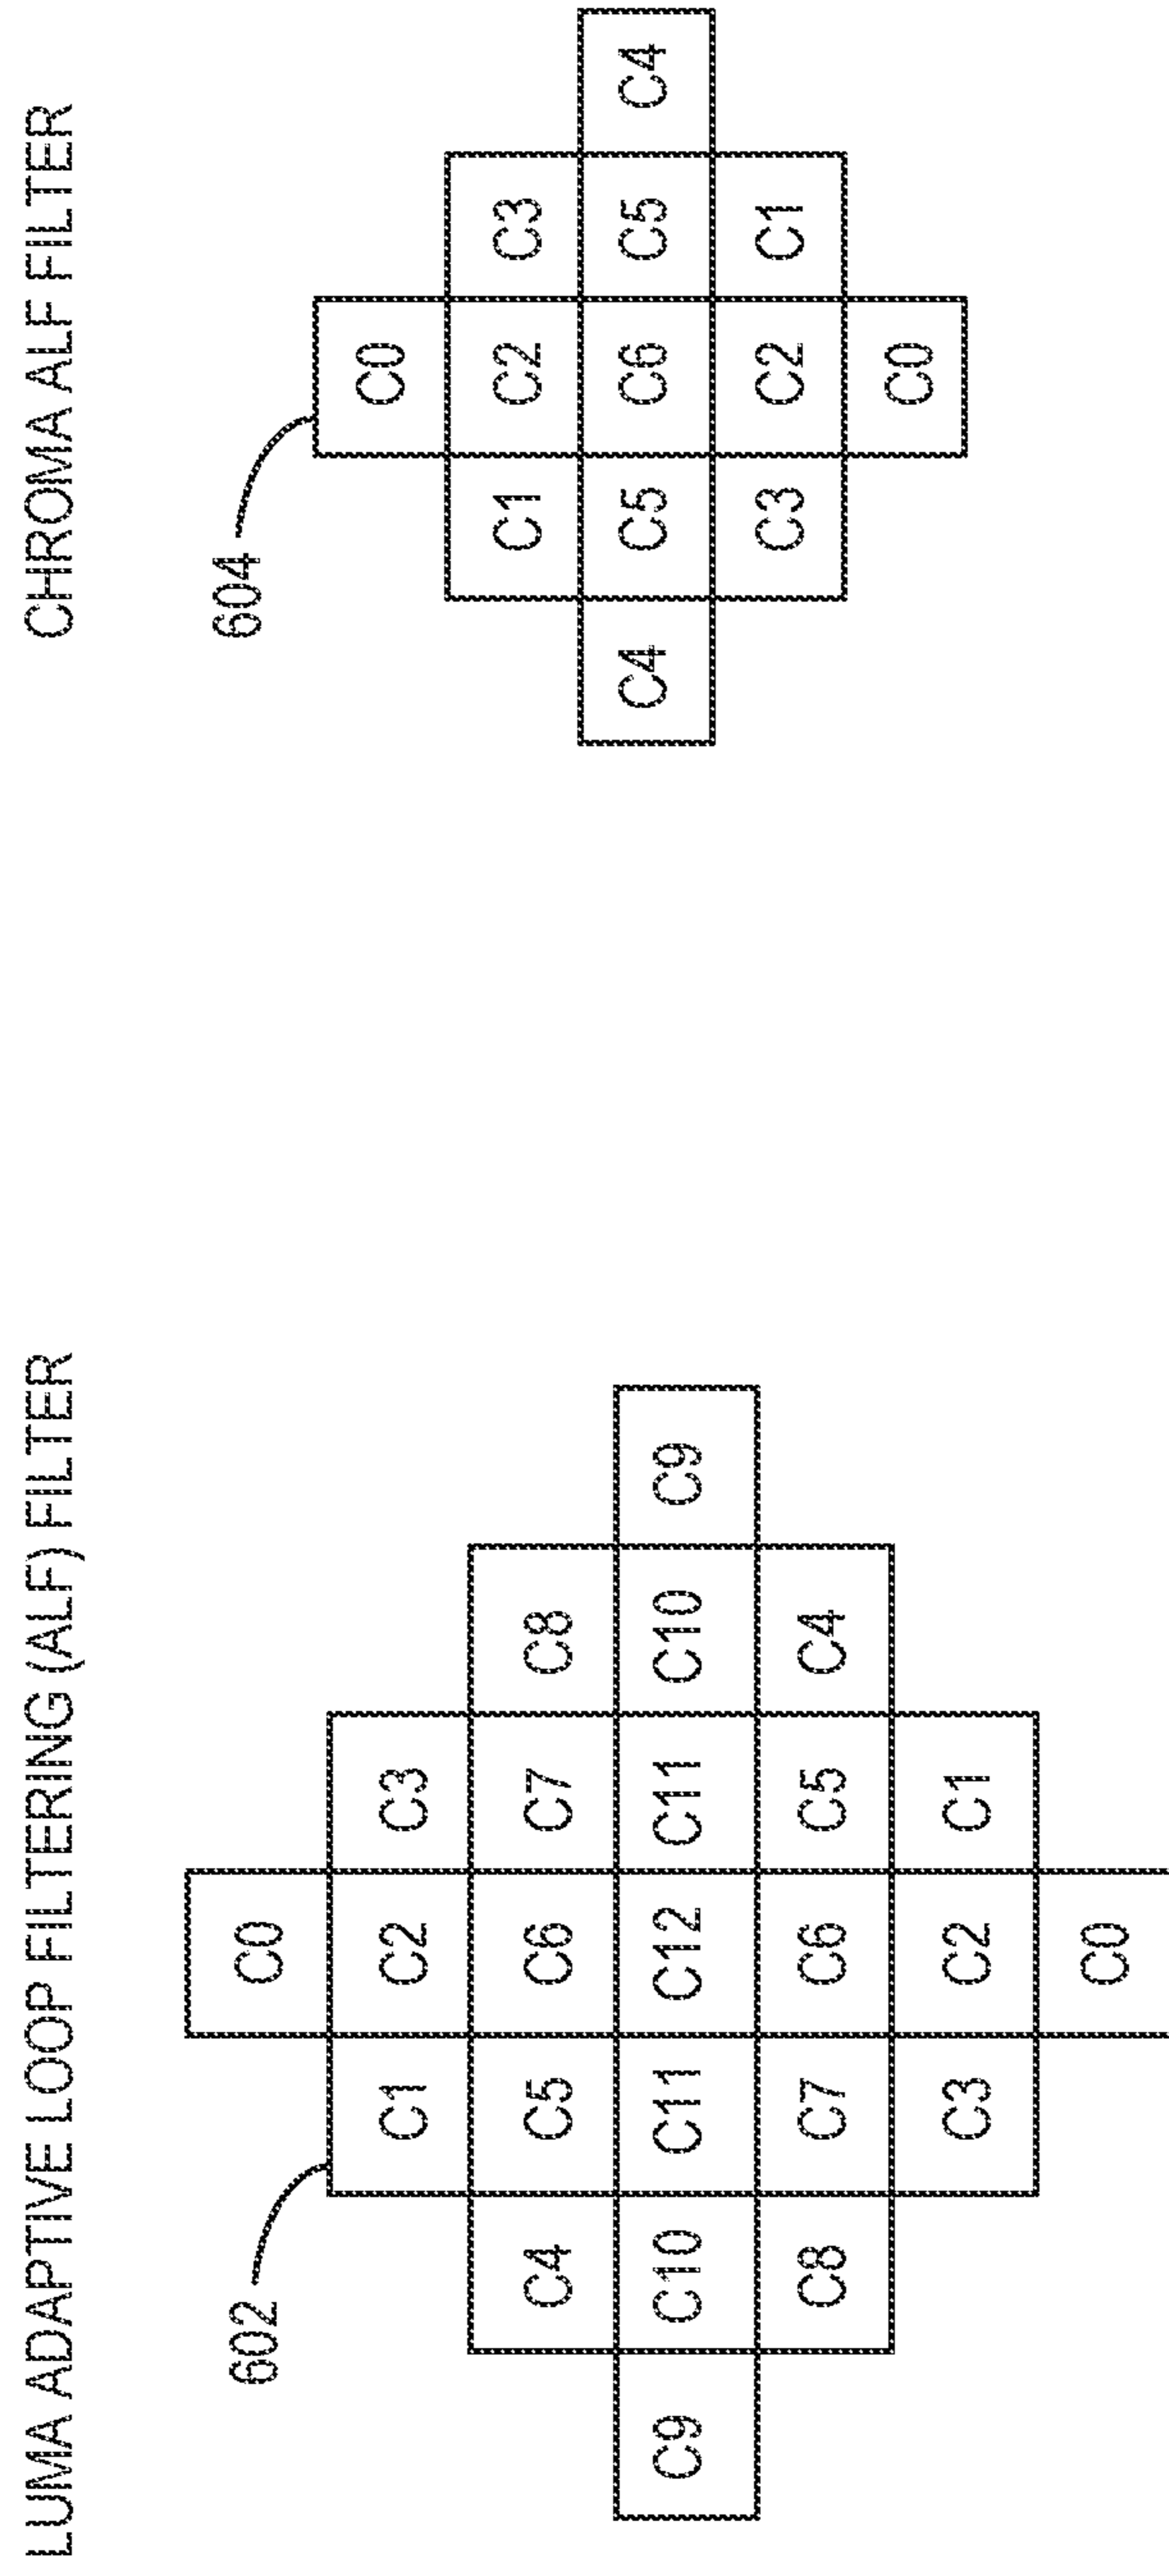 LUMA ADAPTIVE LOOP FILTERING (ALF) FILTER
602
C0
C1 C2 C3
C4 C5 C6 C7 C8
C9 C10 C11 C12 C11 C10 C9
C8 C7 C6 C5 C4
C3 C2 C1
C0
CHROMA ALF FILTER
604
C0
C1 C2 C3
C4 C5 C6 C5 C4
C3 C2 C1
C0